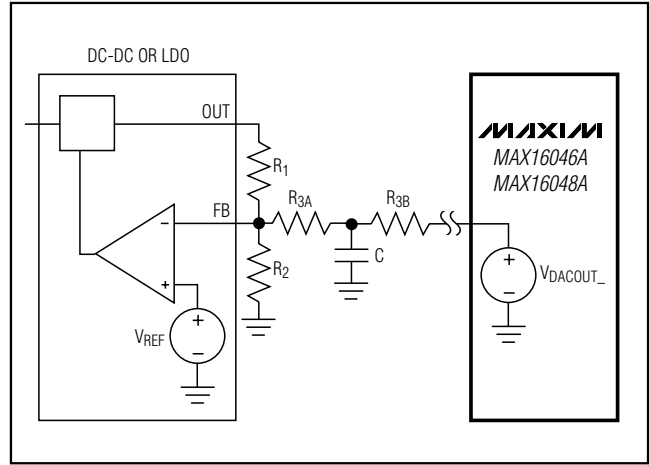 DC-DC OR LDO
OUT
R1
FB
R3A
R3B
R2
C
VREF
MAXIM
MAX16046A
MAX16048A
VDACOUT_